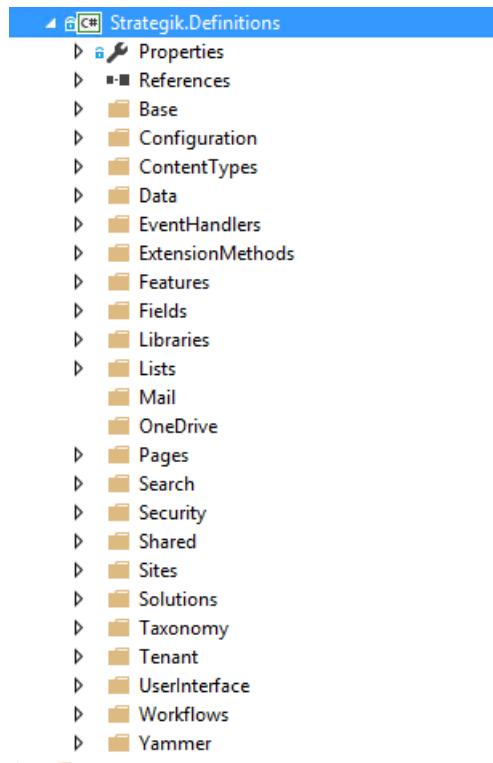 C# Strategik.Definitions
Properties
References
Base
Configuration
ContentTypes
Data
EventHandlers
ExtensionMethods
Features
Fields
Libraries
Lists
Mail
OneDrive
Pages
Search
Security
Shared
Sites
Solutions
Taxonomy
Tenant
UserInterface
Workflows
Yammer